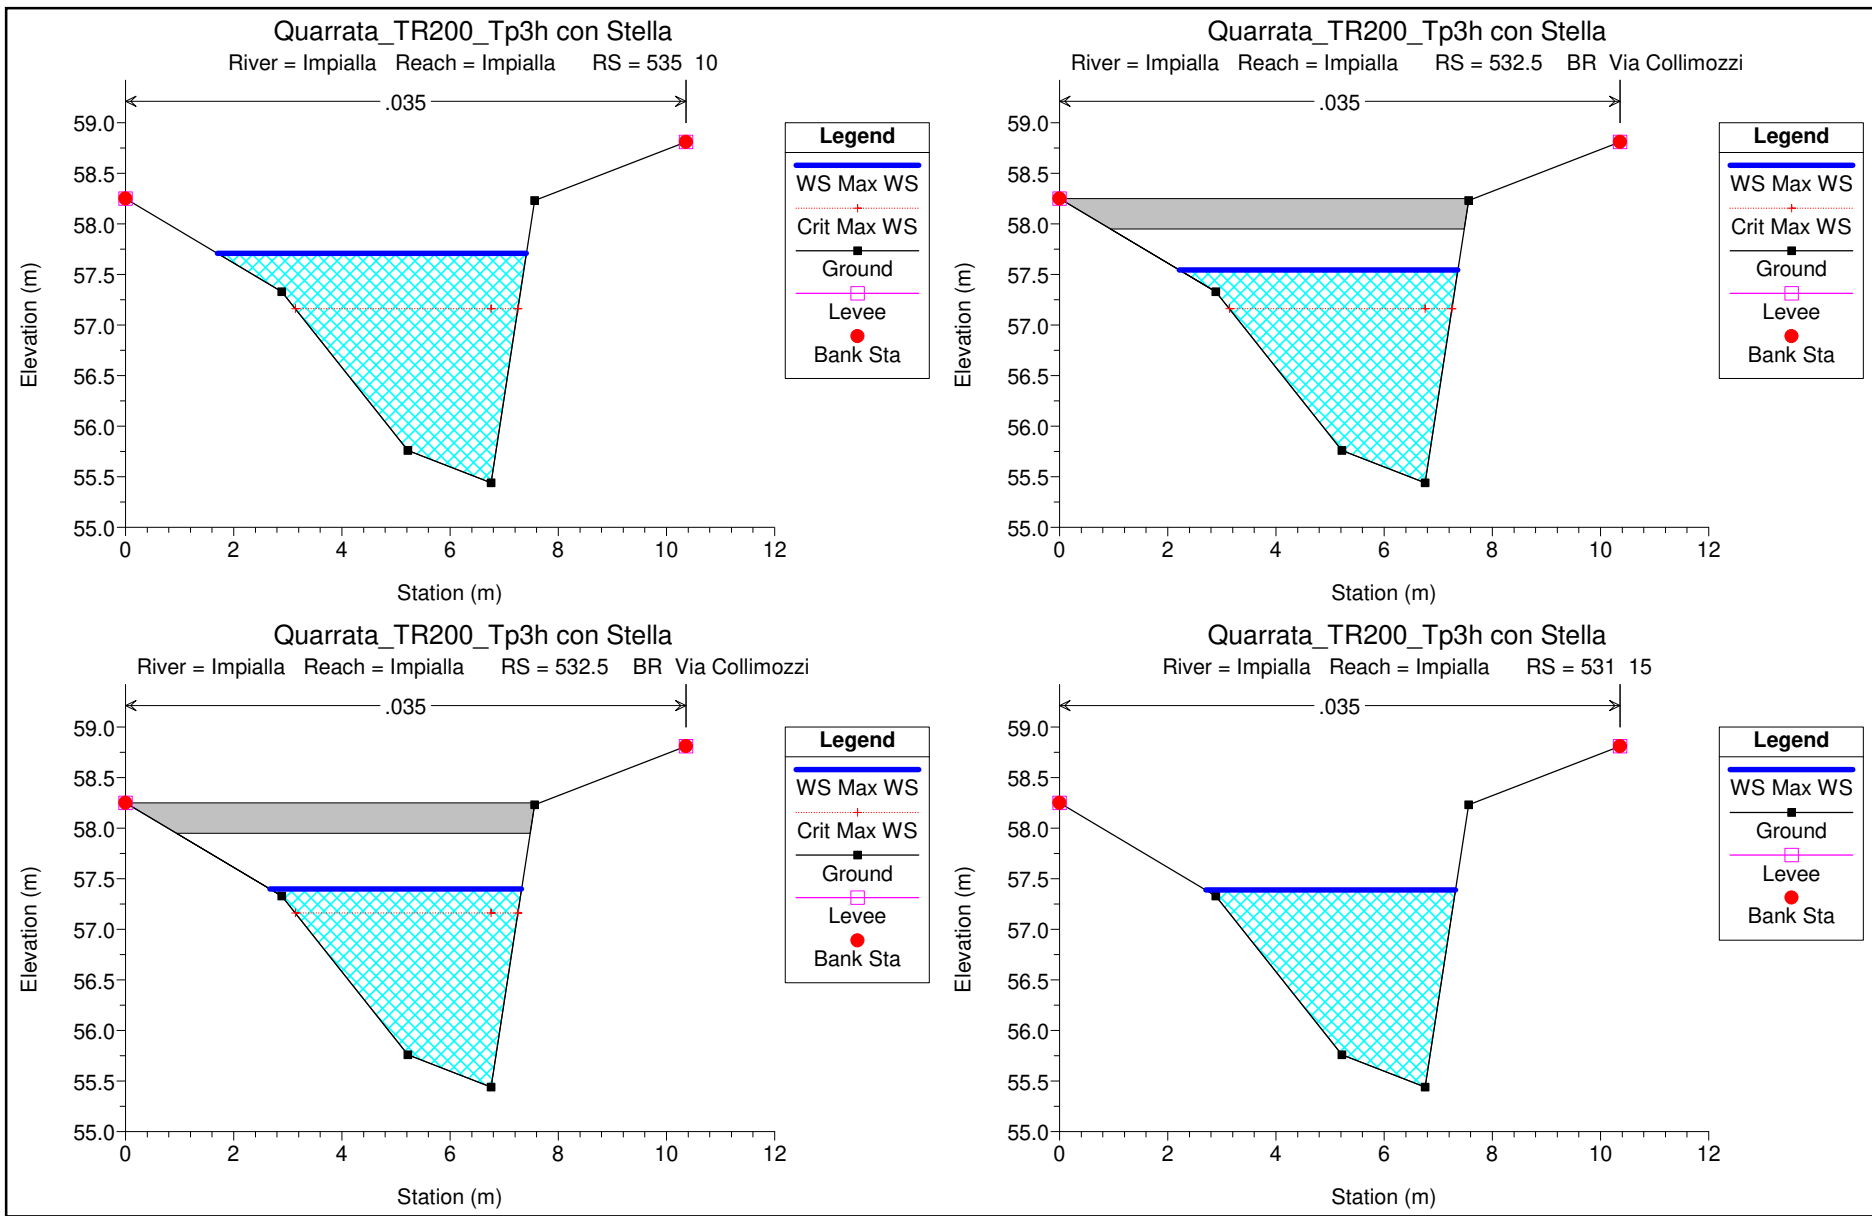 Quarrata_TR200_Tp3h con Stella
River = Impialla Reach = Impialla RS = 535 10
.035
59.0
58.5
58.0
57.5
57.0
56.5
56.0
55.5
55.0
Elevation (m)
0 2 4 6 8 10 12
Station (m)
Legend
WS Max WS
Crit Max WS
Ground
Levee
Bank Sta
Quarrata_TR200_Tp3h con Stella
River = Impialla Reach = Impialla RS = 532.5 BR Via Collimozzi
.035
59.0
58.5
58.0
57.5
57.0
56.5
56.0
55.5
55.0
Elevation (m)
0 2 4 6 8 10 12
Station (m)
Legend
WS Max WS
Crit Max WS
Ground
Levee
Bank Sta
Quarrata_TR200_Tp3h con Stella
River = Impialla Reach = Impialla RS = 532.5 BR Via Collimozzi
.035
59.0
58.5
58.0
57.5
57.0
56.5
56.0
55.5
55.0
Elevation (m)
0 2 4 6 8 10 12
Station (m)
Legend
WS Max WS
Crit Max WS
Ground
Levee
Bank Sta
Quarrata_TR200_Tp3h con Stella
River = Impialla Reach = Impialla RS = 531 15
.035
59.0
58.5
58.0
57.5
57.0
56.5
56.0
55.5
55.0
Elevation (m)
0 2 4 6 8 10 12
Station (m)
Legend
WS Max WS
Ground
Levee
Bank Sta